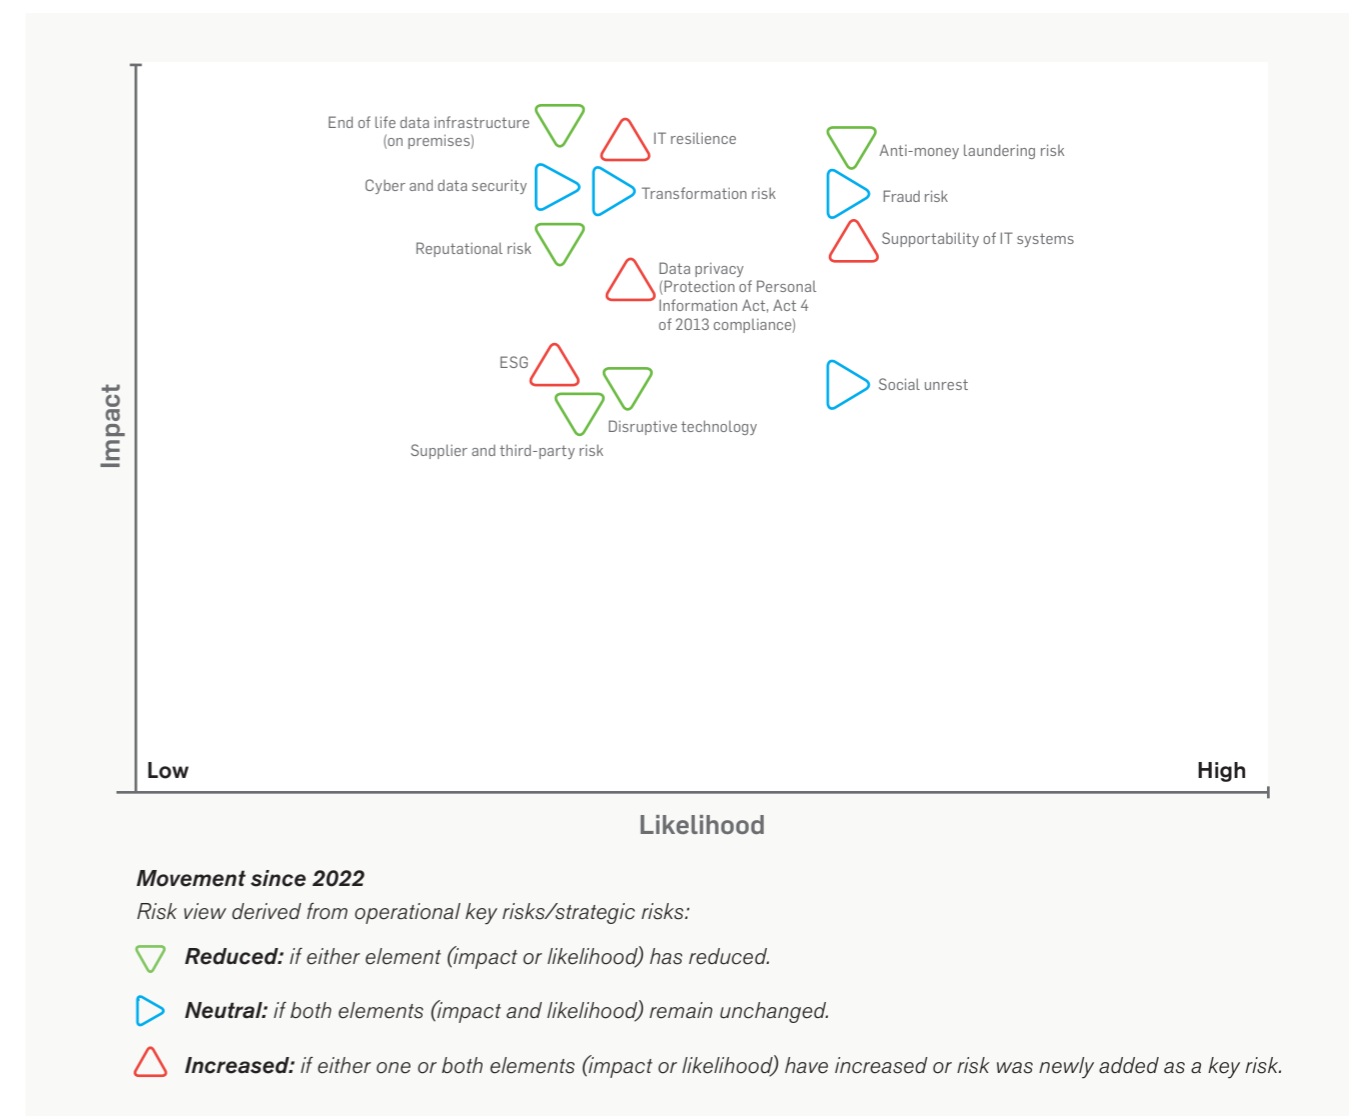 End of life data infrastructure
(on premises)
IT resilience
Anti-money laundering risk
Cyber and data security
Transformation risk
Fraud risk
Reputational risk
Supportability of IT systems
Data privacy
(Protection of Personal
Information Act, Act 4
of 2013 compliance)
ESG
Social unrest
Disruptive technology
Supplier and third-party risk
Impact
Low
High
Likelihood
Movement since 2022
Risk view derived from operational key risks/strategic risks:
Reduced: if either element (impact or likelihood) has reduced.
Neutral: if both elements (impact and likelihood) remain unchanged.
Increased: if either one or both elements (impact or likelihood) have increased or risk was newly added as a key risk.